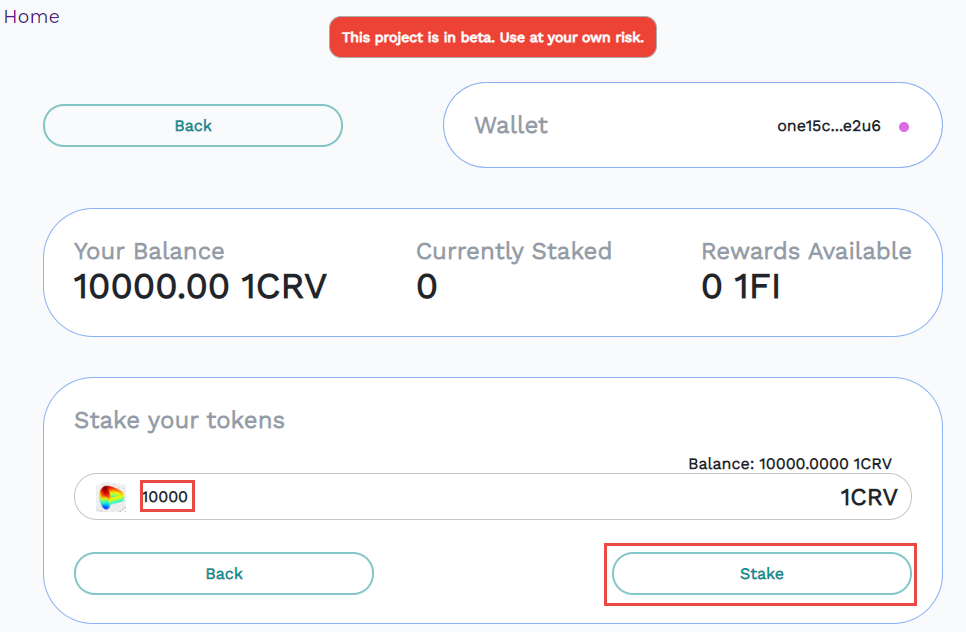 Home
This project is in beta. Use at your own risk.
Back
Wallet
one15c...e2u6
Your Balance
10000.00 1CRV
Currently Staked
0
Rewards Available
0 1FI
Stake your tokens
Balance: 10000.0000 1CRV
10000
1CRV
Back
Stake